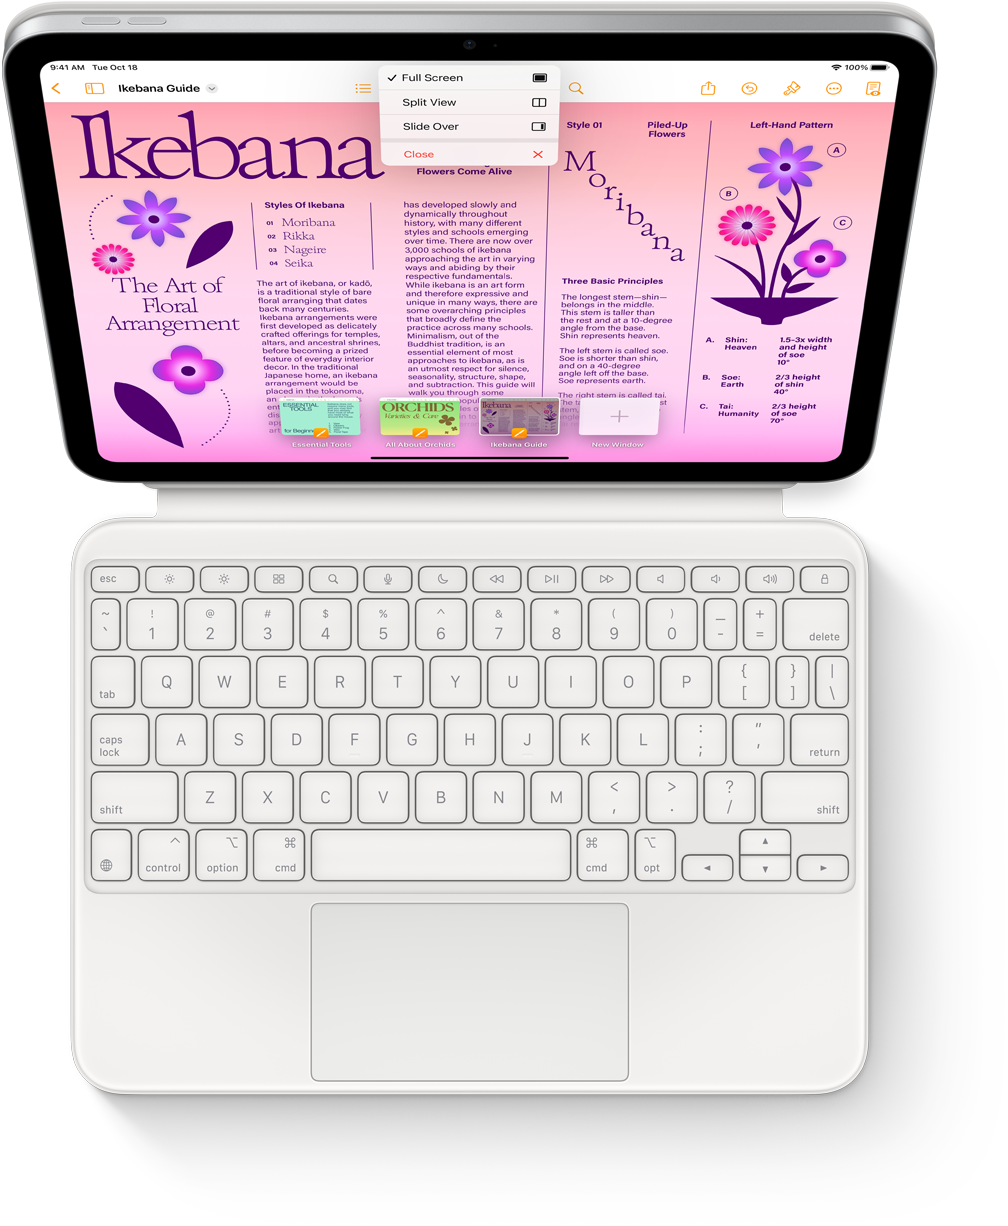 9:41 AM Tue Oct 18
100%
Ikebana Guide
Full Screen
Split View
Slide Over
Close
Ikebana
Flowers Come Alive
The Art of
Floral
Arrangement
Styles Of Ikebana
01 Moribana
02 Rikka
03 Nageire
04 Seika
The art of ikebana, or kadō,
is a traditional style of bare
floral arranging that dates
back many centuries.
Ikebana arrangements were
first developed as delicately
crafted offerings for temples,
altars, and ancestral shrines,
before becoming a prized
feature of everyday interior
decor. In the traditional
Japanese home, an ikebana
arrangement would be
placed in the tokonoma,
has developed slowly and
dynamically throughout
history, with many different
styles and schools emerging
over time. There are now over
3,000 schools of ikebana
approaching the art in varying
ways and abiding by their
respective fundamentals.
While ikebana is an art form
and therefore expressive and
unique in many ways, there are
some overarching principles
that broadly define the
practice across many schools.
Minimalism, out of the
Buddhist tradition, is an
essential element of most
approaches to ikebana, as is
an utmost respect for silence,
seasonality, structure, shape,
and subtraction. This guide will
walk you through some
Style 01
Piled-Up
Flowers
Moribana
Three Basic Principles
The longest stem—shin—
belongs in the middle.
This stem is taller than
the rest and at a 10-degree
angle from the base.
Shin represents heaven.
The left stem is called soe.
Soe is shorter than shin,
and on a 40-degree
angle left off the base.
Soe represents earth.
The right stem is called tai.
Left-Hand Pattern
A
B
C
A. Shin: 1.5–3x width
Heaven and height
of soe
10°
B. Soe: 2/3 height
Earth of shin
40°
C. Tai: 2/3 height
Humanity of soe
70°
ESSENTIAL
TOOLS
for Beginners
ORCHIDS
Varieties & Care
Ikebana
Essential Tools
All About Orchids
Ikebana Guide
New Window
esc
~ ! @ # $ % ^ & * ( ) _ +
` 1 2 3 4 5 6 7 8 9 0 - = delete
tab Q W E R T Y U I O P { [ } ] | \
caps lock A S D F G H J K L : ; " ' return
shift Z X C V B N M < , > . ? / shift
control option cmd cmd opt